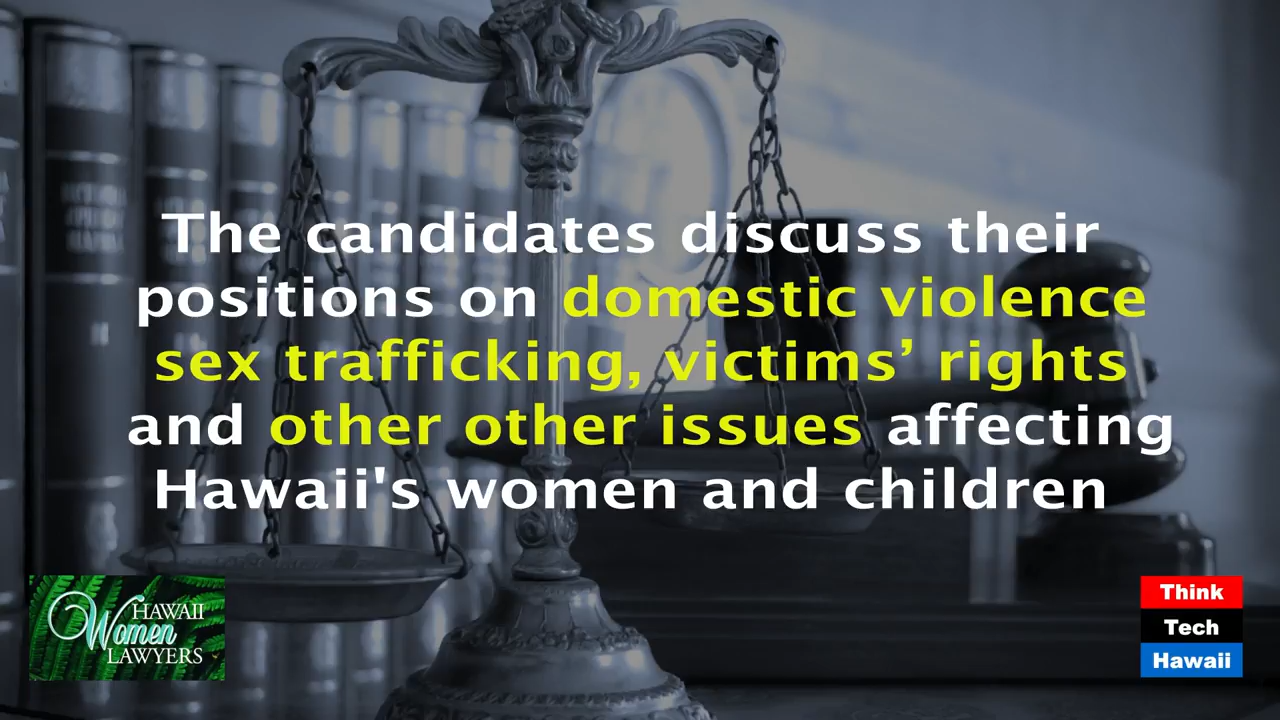 The candidates discuss their
positions on domestic violence
sex trafficking, victims’ rights
and other other issues affecting
Hawaii's women and children
HAWAII
Women
LAWYERS
Think
Tech
Hawaii